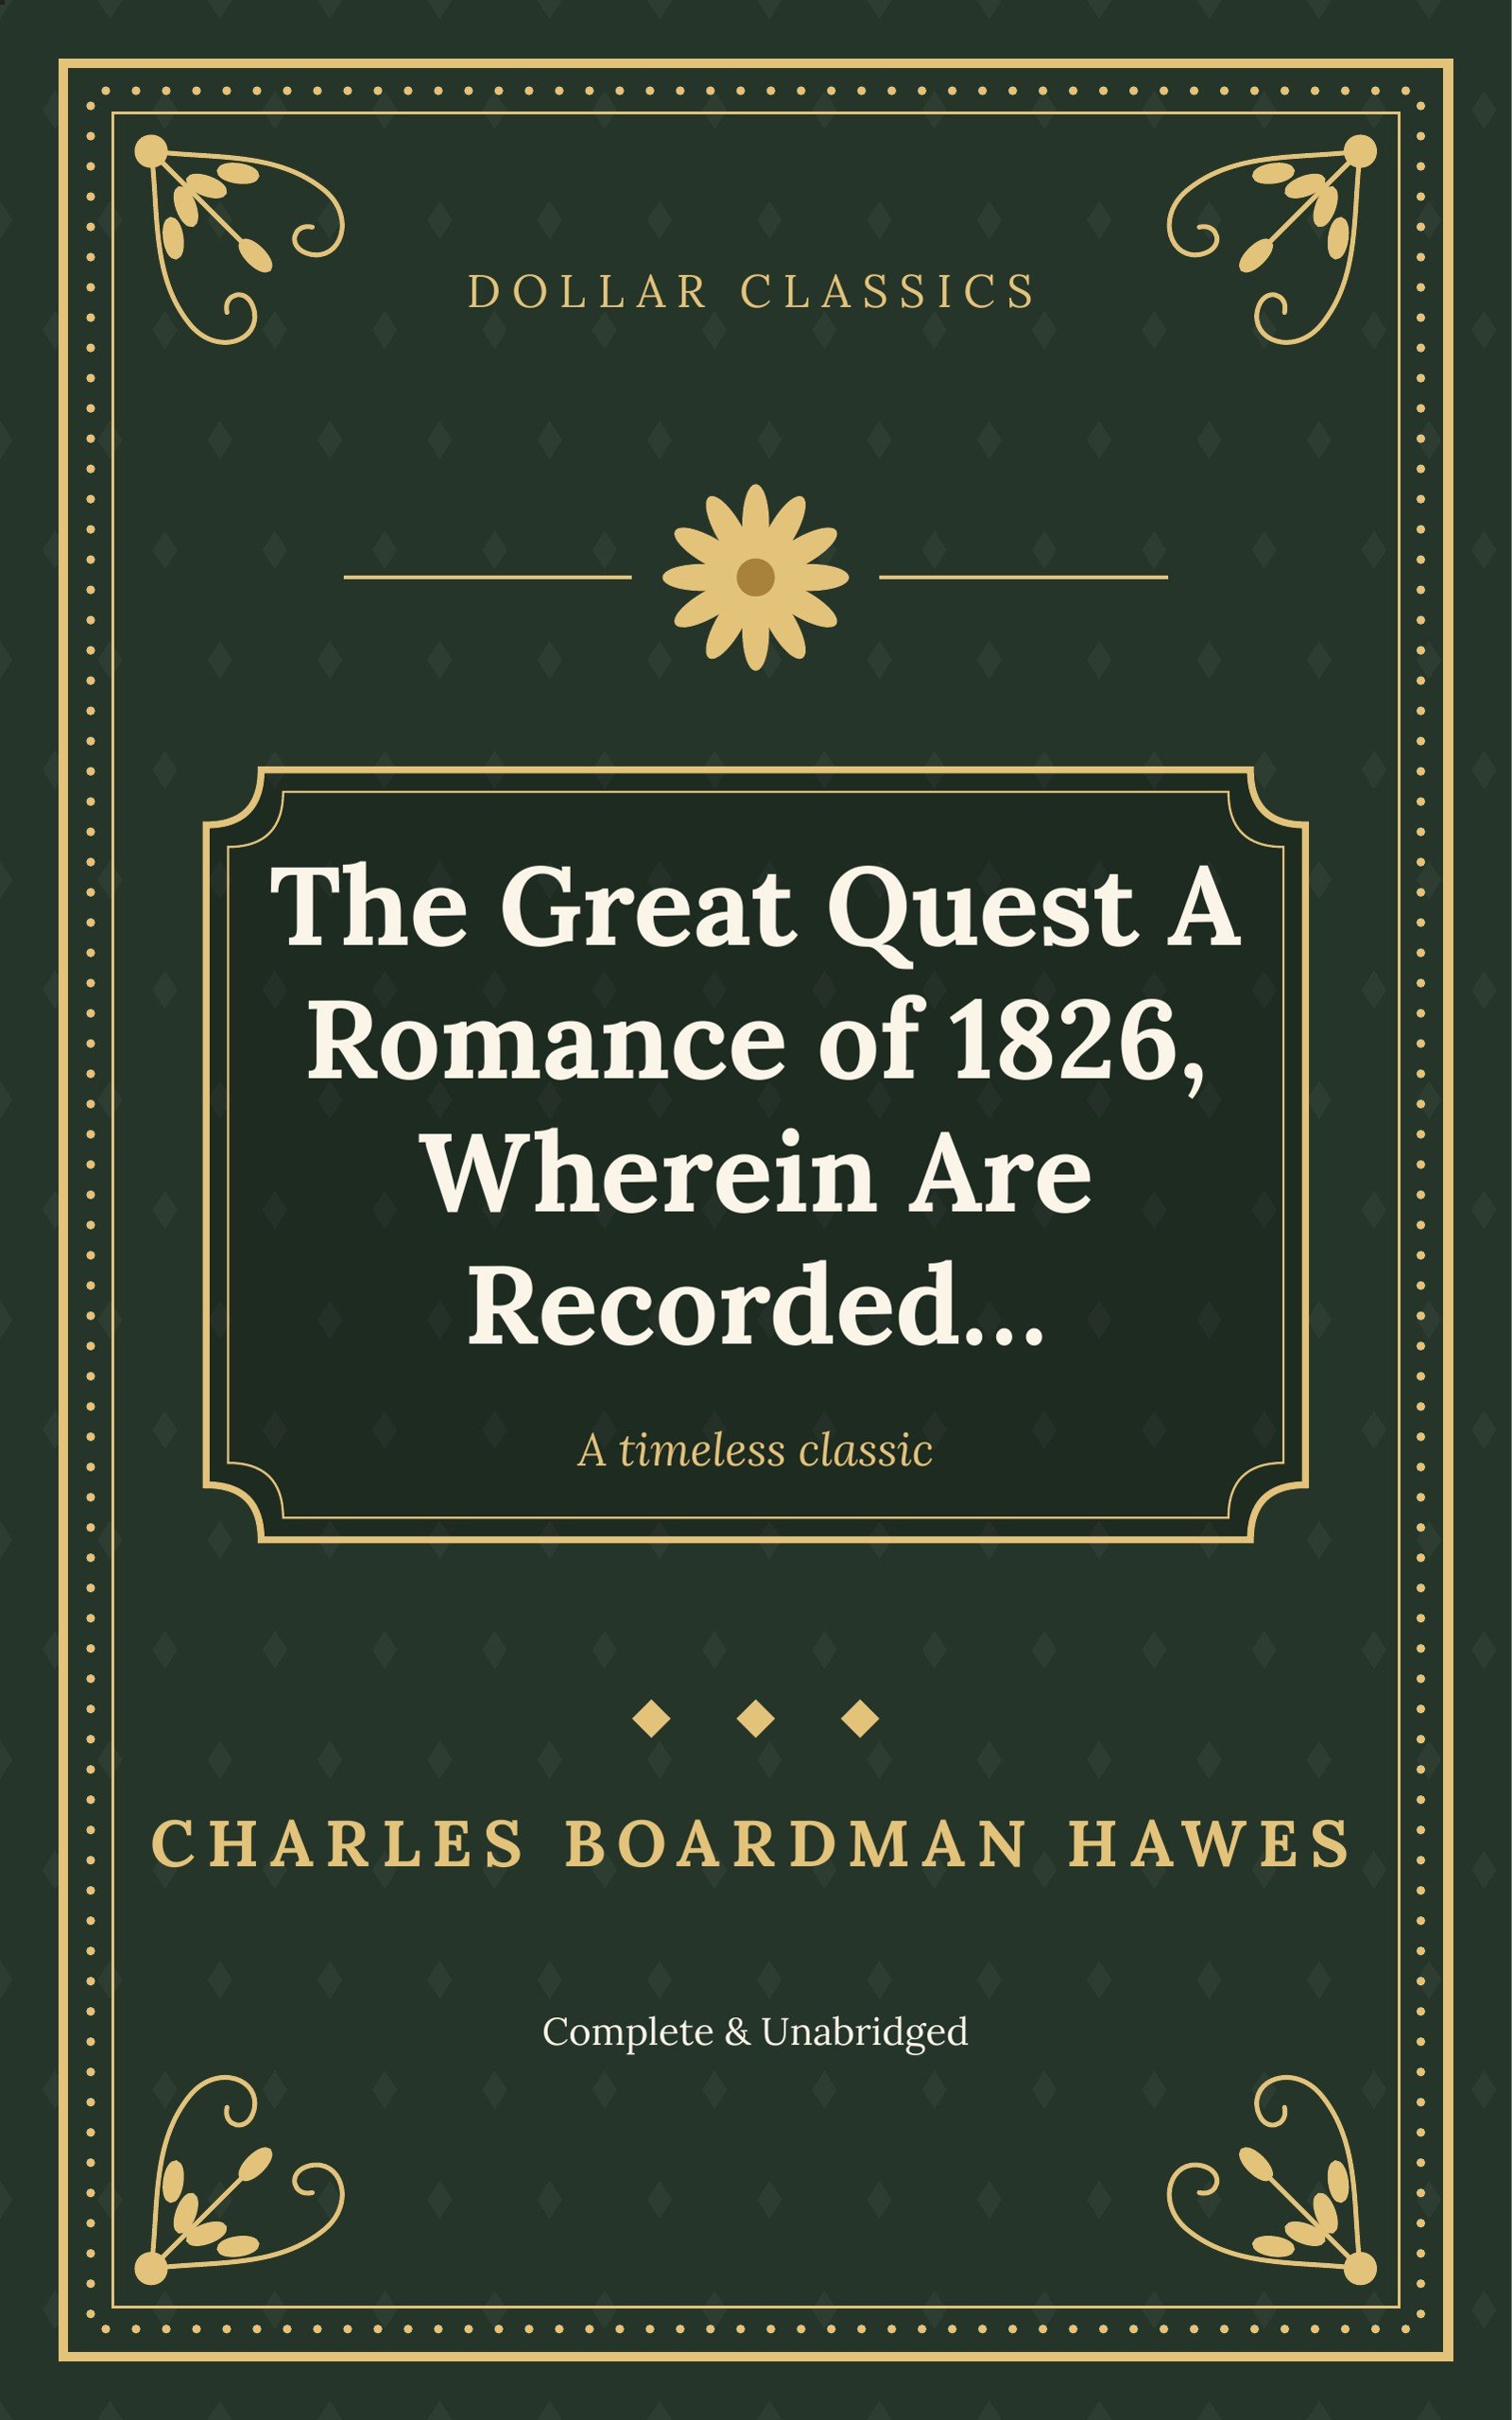 DOLLAR CLASSICS
The Great Quest A
Romance of 1826,
Wherein Are
Recorded...
A timeless classic
CHARLES BOARDMAN HAWES
Complete & Unabridged